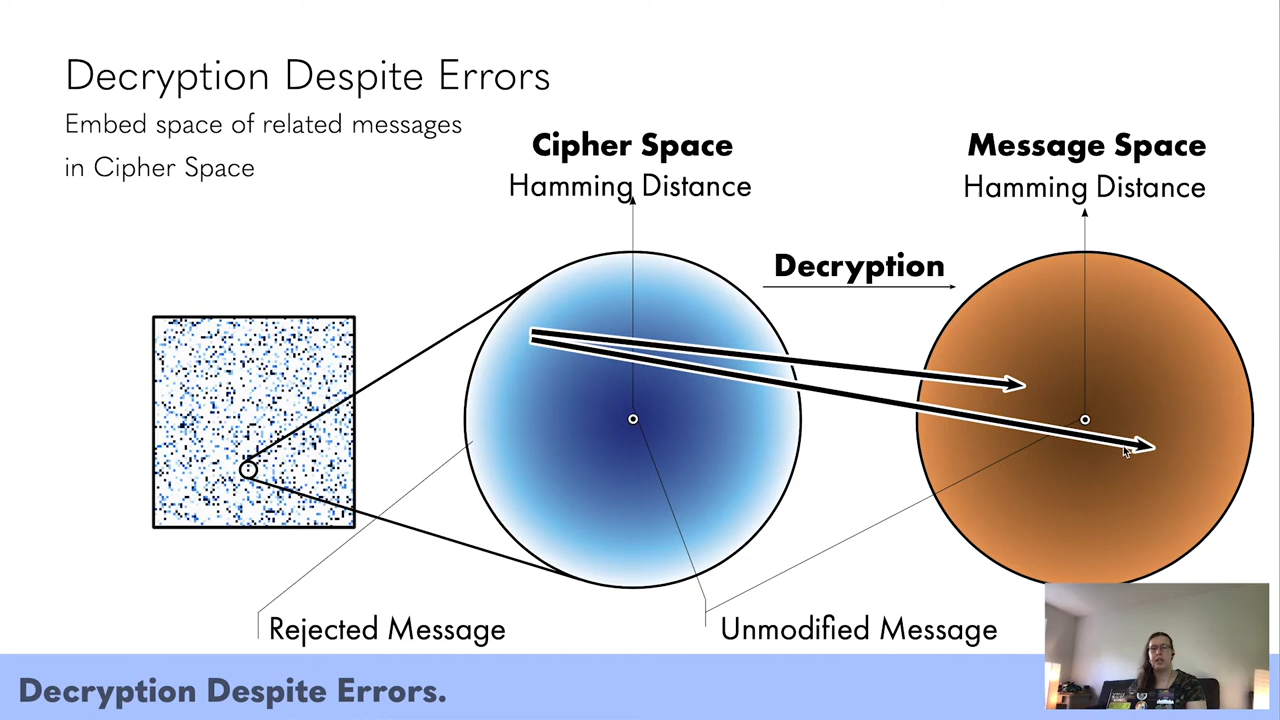 Decryption Despite Errors
Embed space of related messages
in Cipher Space
Cipher Space
Hamming Distance
Message Space
Hamming Distance
Decryption
Rejected Message
Unmodified Message
Decryption Despite Errors.